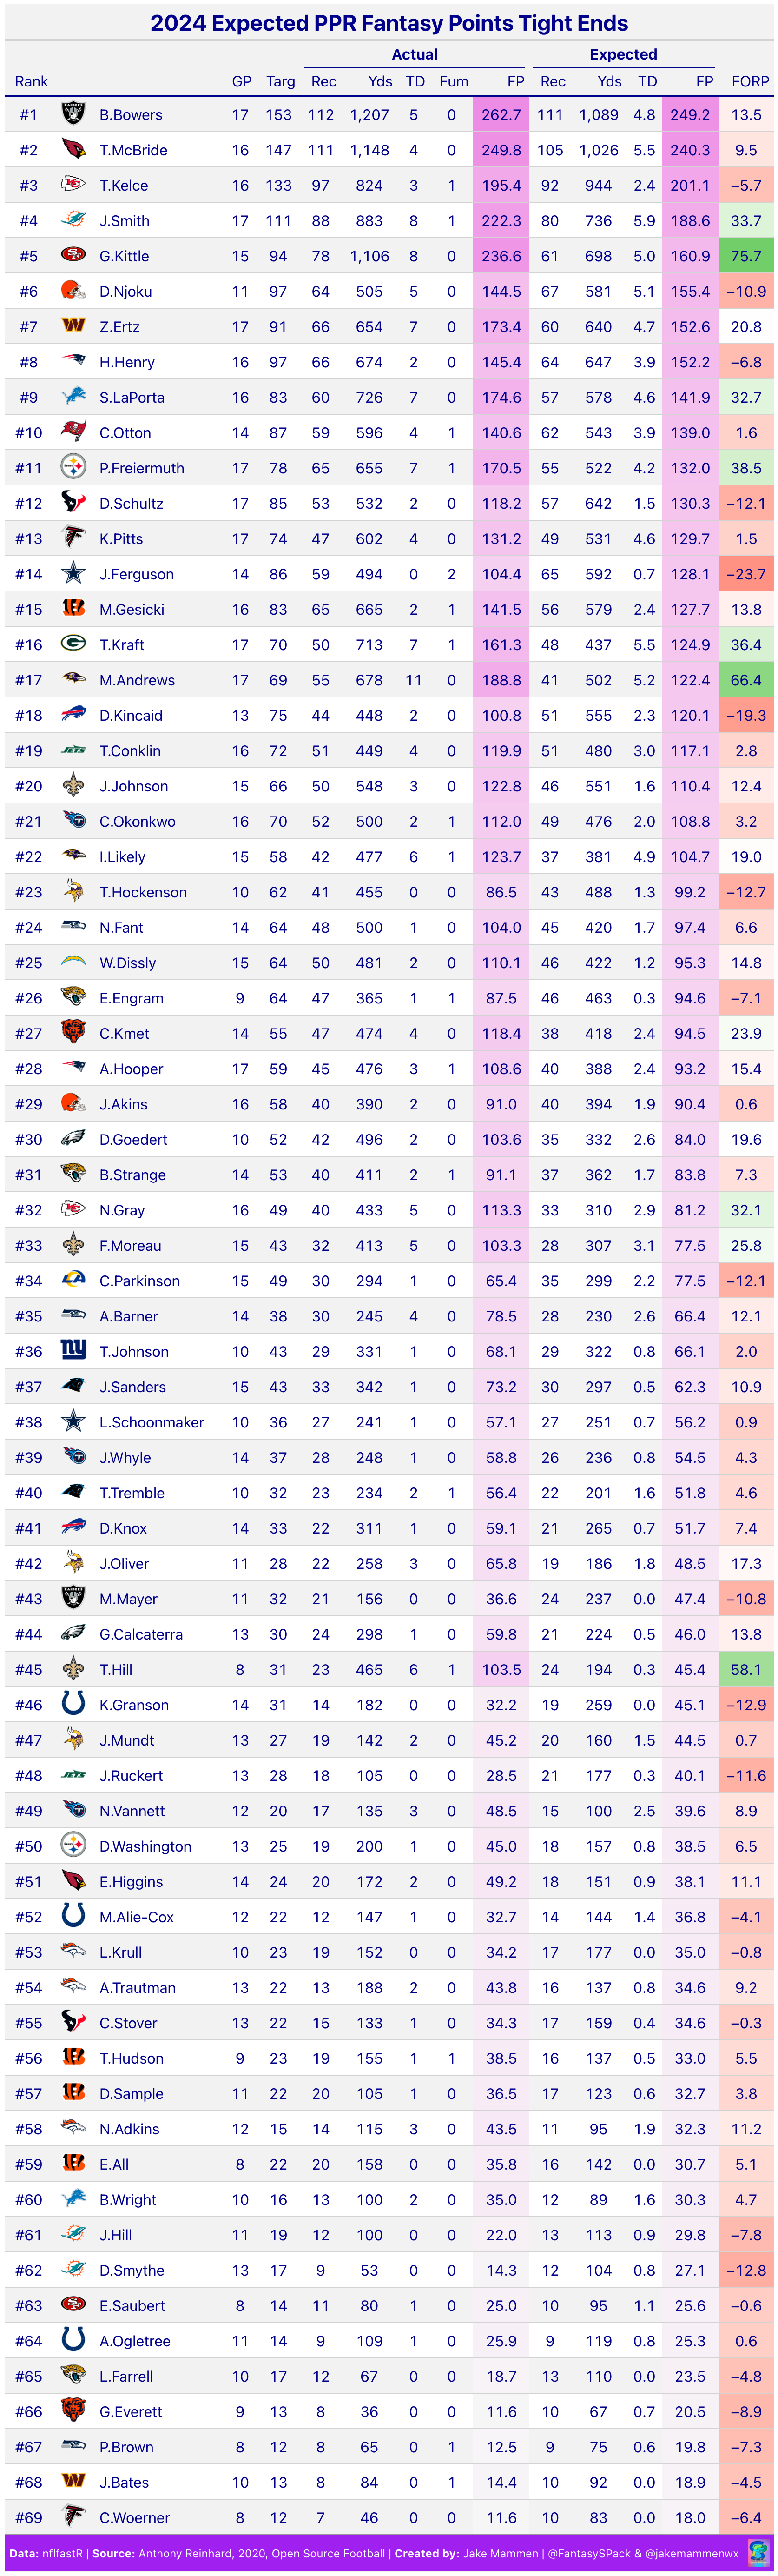 2024 Expected PPR Fantasy Points Tight Ends
Actual Expected
Rank GP Targ Rec Yds TD Fum FP Rec Yds TD FP FORP
#1 B.Bowers 17 153 112 1,207 5 0 262.7 111 1,089 4.8 249.2 13.5
#2 T.McBride 16 147 111 1,148 4 0 249.8 105 1,026 5.5 240.3 9.5
#3 T.Kelce 16 133 97 824 3 1 195.4 92 944 2.4 201.1 −5.7
#4 J.Smith 17 111 88 883 8 1 222.3 80 736 5.9 188.6 33.7
#5 G.Kittle 15 94 78 1,106 8 0 236.6 61 698 5.0 160.9 75.7
#6 D.Njoku 11 97 64 505 5 0 144.5 67 581 5.1 155.4 −10.9
#7 Z.Ertz 17 91 66 654 7 0 173.4 60 640 4.7 152.6 20.8
#8 H.Henry 16 97 66 674 2 0 145.4 64 647 3.9 152.2 −6.8
#9 S.LaPorta 16 83 60 726 7 0 174.6 57 578 4.6 141.9 32.7
#10 C.Otton 14 87 59 596 4 1 140.6 62 543 3.9 139.0 1.6
#11 P.Freiermuth 17 78 65 655 7 1 170.5 55 522 4.2 132.0 38.5
#12 D.Schultz 17 85 53 532 2 0 118.2 57 642 1.5 130.3 −12.1
#13 K.Pitts 17 74 47 602 4 0 131.2 49 531 4.6 129.7 1.5
#14 J.Ferguson 14 86 59 494 0 2 104.4 65 592 0.7 128.1 −23.7
#15 M.Gesicki 16 83 65 665 2 1 141.5 56 579 2.4 127.7 13.8
#16 T.Kraft 17 70 50 713 7 1 161.3 48 437 5.5 124.9 36.4
#17 M.Andrews 17 69 55 678 11 0 188.8 41 502 5.2 122.4 66.4
#18 D.Kincaid 13 75 44 448 2 0 100.8 51 555 2.3 120.1 −19.3
#19 T.Conklin 16 72 51 449 4 0 119.9 51 480 3.0 117.1 2.8
#20 J.Johnson 15 66 50 548 3 0 122.8 46 551 1.6 110.4 12.4
#21 C.Okonkwo 16 70 52 500 2 1 112.0 49 476 2.0 108.8 3.2
#22 I.Likely 15 58 42 477 6 1 123.7 37 381 4.9 104.7 19.0
#23 T.Hockenson 10 62 41 455 0 0 86.5 43 488 1.3 99.2 −12.7
#24 N.Fant 14 64 48 500 1 0 104.0 45 420 1.7 97.4 6.6
#25 W.Dissly 15 64 50 481 2 0 110.1 46 422 1.2 95.3 14.8
#26 E.Engram 9 64 47 365 1 1 87.5 46 463 0.3 94.6 −7.1
#27 C.Kmet 14 55 47 474 4 0 118.4 38 418 2.4 94.5 23.9
#28 A.Hooper 17 59 45 476 3 1 108.6 40 388 2.4 93.2 15.4
#29 J.Akins 16 58 40 390 2 0 91.0 40 394 1.9 90.4 0.6
#30 D.Goedert 10 52 42 496 2 0 103.6 35 332 2.6 84.0 19.6
#31 B.Strange 14 53 40 411 2 1 91.1 37 362 1.7 83.8 7.3
#32 N.Gray 16 49 40 433 5 0 113.3 33 310 2.9 81.2 32.1
#33 F.Moreau 15 43 32 413 5 0 103.3 28 307 3.1 77.5 25.8
#34 C.Parkinson 15 49 30 294 1 0 65.4 35 299 2.2 77.5 −12.1
#35 A.Barner 14 38 30 245 4 0 78.5 28 230 2.6 66.4 12.1
#36 T.Johnson 10 43 29 331 1 0 68.1 29 322 0.8 66.1 2.0
#37 J.Sanders 15 43 33 342 1 0 73.2 30 297 0.5 62.3 10.9
#38 L.Schoonmaker 10 36 27 241 1 0 57.1 27 251 0.7 56.2 0.9
#39 J.Whyle 14 37 28 248 1 0 58.8 26 236 0.8 54.5 4.3
#40 T.Tremble 10 32 23 234 2 1 56.4 22 201 1.6 51.8 4.6
#41 D.Knox 14 33 22 311 1 0 59.1 21 265 0.7 51.7 7.4
#42 J.Oliver 11 28 22 258 3 0 65.8 19 186 1.8 48.5 17.3
#43 M.Mayer 11 32 21 156 0 0 36.6 24 237 0.0 47.4 −10.8
#44 G.Calcaterra 13 30 24 298 1 0 59.8 21 224 0.5 46.0 13.8
#45 T.Hill 8 31 23 465 6 1 103.5 24 194 0.3 45.4 58.1
#46 K.Granson 14 31 14 182 0 0 32.2 19 259 0.0 45.1 −12.9
#47 J.Mundt 13 27 19 142 2 0 45.2 20 160 1.5 44.5 0.7
#48 J.Ruckert 13 28 18 105 0 0 28.5 21 177 0.3 40.1 −11.6
#49 N.Vannett 12 20 17 135 3 0 48.5 15 100 2.5 39.6 8.9
#50 D.Washington 13 25 19 200 1 0 45.0 18 157 0.8 38.5 6.5
#51 E.Higgins 14 24 20 172 2 0 49.2 18 151 0.9 38.1 11.1
#52 M.Alie-Cox 12 22 12 147 1 0 32.7 14 144 1.4 36.8 −4.1
#53 L.Krull 10 23 19 152 0 0 34.2 17 177 0.0 35.0 −0.8
#54 A.Trautman 13 22 13 188 2 0 43.8 16 137 0.8 34.6 9.2
#55 C.Stover 13 22 15 133 1 0 34.3 17 159 0.4 34.6 −0.3
#56 T.Hudson 9 23 19 155 1 1 38.5 16 137 0.5 33.0 5.5
#57 D.Sample 11 22 20 105 1 0 36.5 17 123 0.6 32.7 3.8
#58 N.Adkins 12 15 14 115 3 0 43.5 11 95 1.9 32.3 11.2
#59 E.All 8 22 20 158 0 0 35.8 16 142 0.0 30.7 5.1
#60 B.Wright 10 16 13 100 2 0 35.0 12 89 1.6 30.3 4.7
#61 J.Hill 11 19 12 100 0 0 22.0 13 113 0.9 29.8 −7.8
#62 D.Smythe 13 17 9 53 0 0 14.3 12 104 0.8 27.1 −12.8
#63 E.Saubert 8 14 11 80 1 0 25.0 10 95 1.1 25.6 −0.6
#64 A.Ogletree 11 14 9 109 1 0 25.9 9 119 0.8 25.3 0.6
#65 L.Farrell 10 17 12 67 0 0 18.7 13 110 0.0 23.5 −4.8
#66 G.Everett 9 13 8 36 0 0 11.6 10 67 0.7 20.5 −8.9
#67 P.Brown 8 12 8 65 0 1 12.5 9 75 0.6 19.8 −7.3
#68 J.Bates 10 13 8 84 0 1 14.4 10 92 0.0 18.9 −4.5
#69 C.Woerner 8 12 7 46 0 0 11.6 10 83 0.0 18.0 −6.4
Data: nflfastR | Source: Anthony Reinhard, 2020, Open Source Football | Created by: Jake Mammen | @FantasySPack & @jakemammenwx